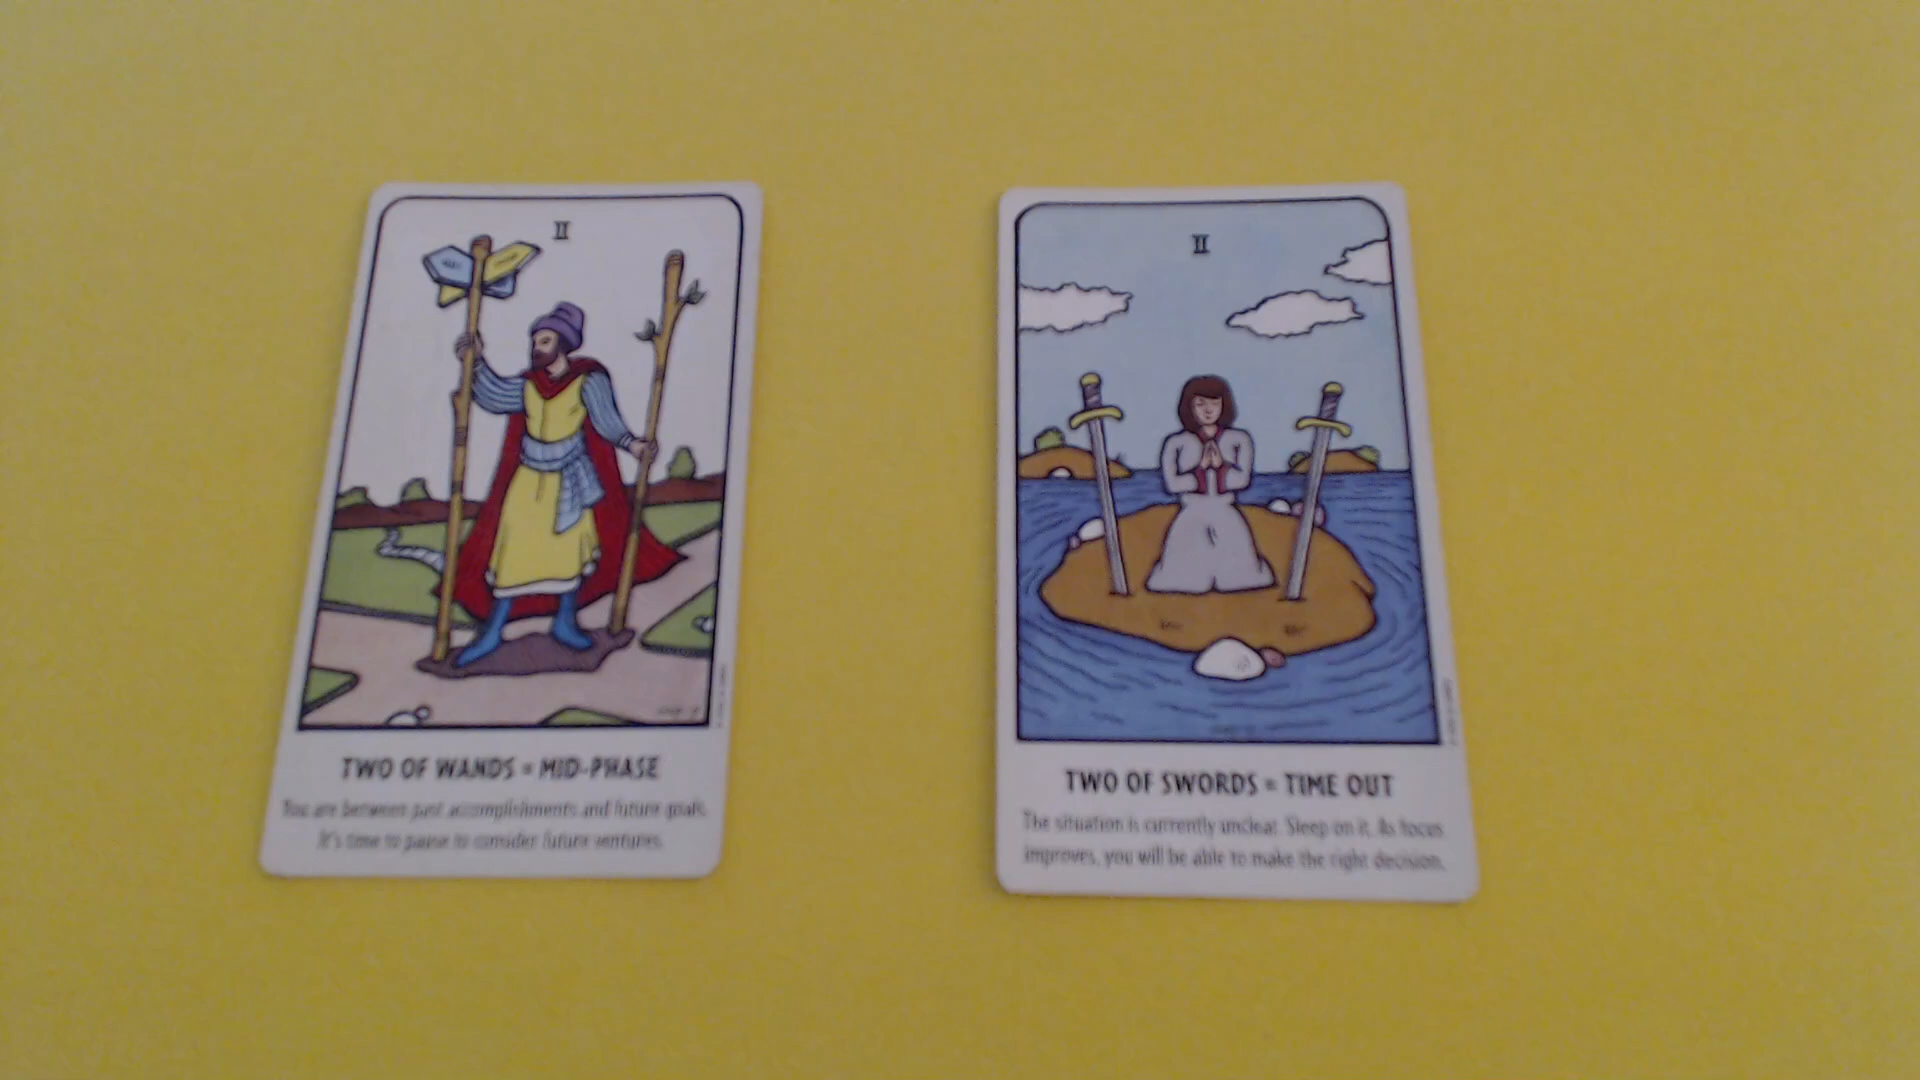 II
TWO OF WANDS = MID-PHASE
You are between past accomplishments and future goals.
It's time to pause to consider future ventures.
II
TWO OF SWORDS = TIME OUT
The situation is currently unclear. Sleep on it. As focus
improves, you will be able to make the right decision.